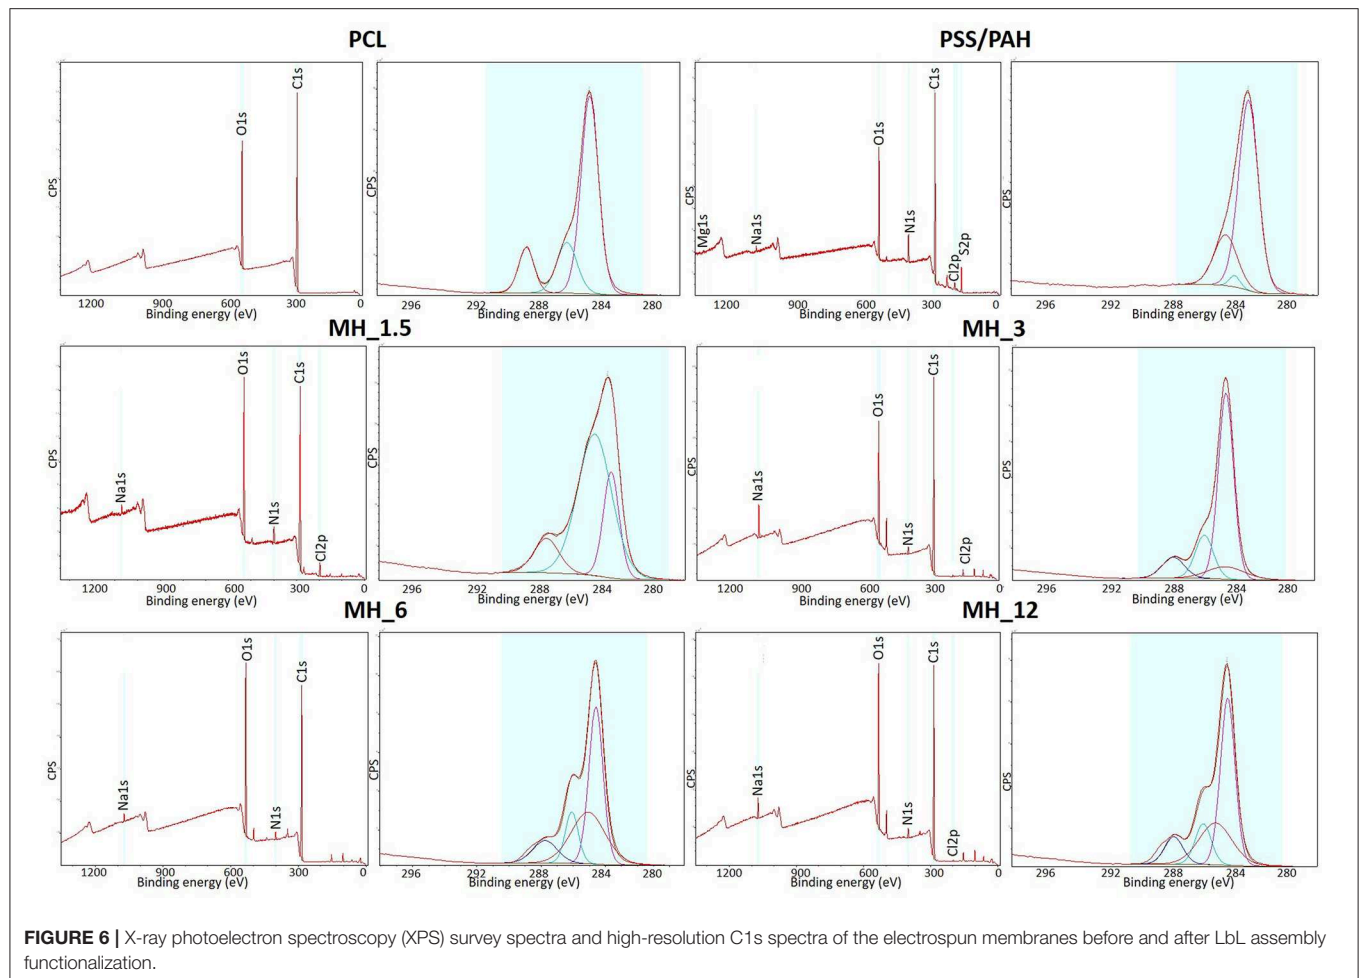 PCL
PSS/PAH
CPS
O1s
C1s
1200 900 600 300 0
Binding energy (eV)
CPS
296 292 288 284 280
Binding energy (eV)
CPS
Mg1s
Na1s
O1s
N1s
C1s
Cl2p
S2p
1200 900 600 300 0
Binding energy (eV)
CPS
296 292 288 284 280
Binding energy (eV)
MH_1.5
MH_3
CPS
Na1s
O1s
N1s
C1s
Cl2p
1200 900 600 300 0
Binding energy (eV)
CPS
296 292 288 284 280
Binding energy (eV)
CPS
Na1s
O1s
N1s
C1s
Cl2p
1200 900 600 300 0
Binding energy (eV)
CPS
296 292 288 284 280
Binding energy (eV)
MH_6
MH_12
CPS
Na1s
O1s
N1s
C1s
1200 900 600 300 0
Binding energy (eV)
CPS
296 292 288 284 280
Binding energy (eV)
CPS
Na1s
O1s
N1s
C1s
Cl2p
1200 900 600 300 0
Binding energy (eV)
CPS
296 292 288 284 280
Binding energy (eV)
FIGURE 6 | X-ray photoelectron spectroscopy (XPS) survey spectra and high-resolution C1s spectra of the electrospun membranes before and after LbL assembly
functionalization.